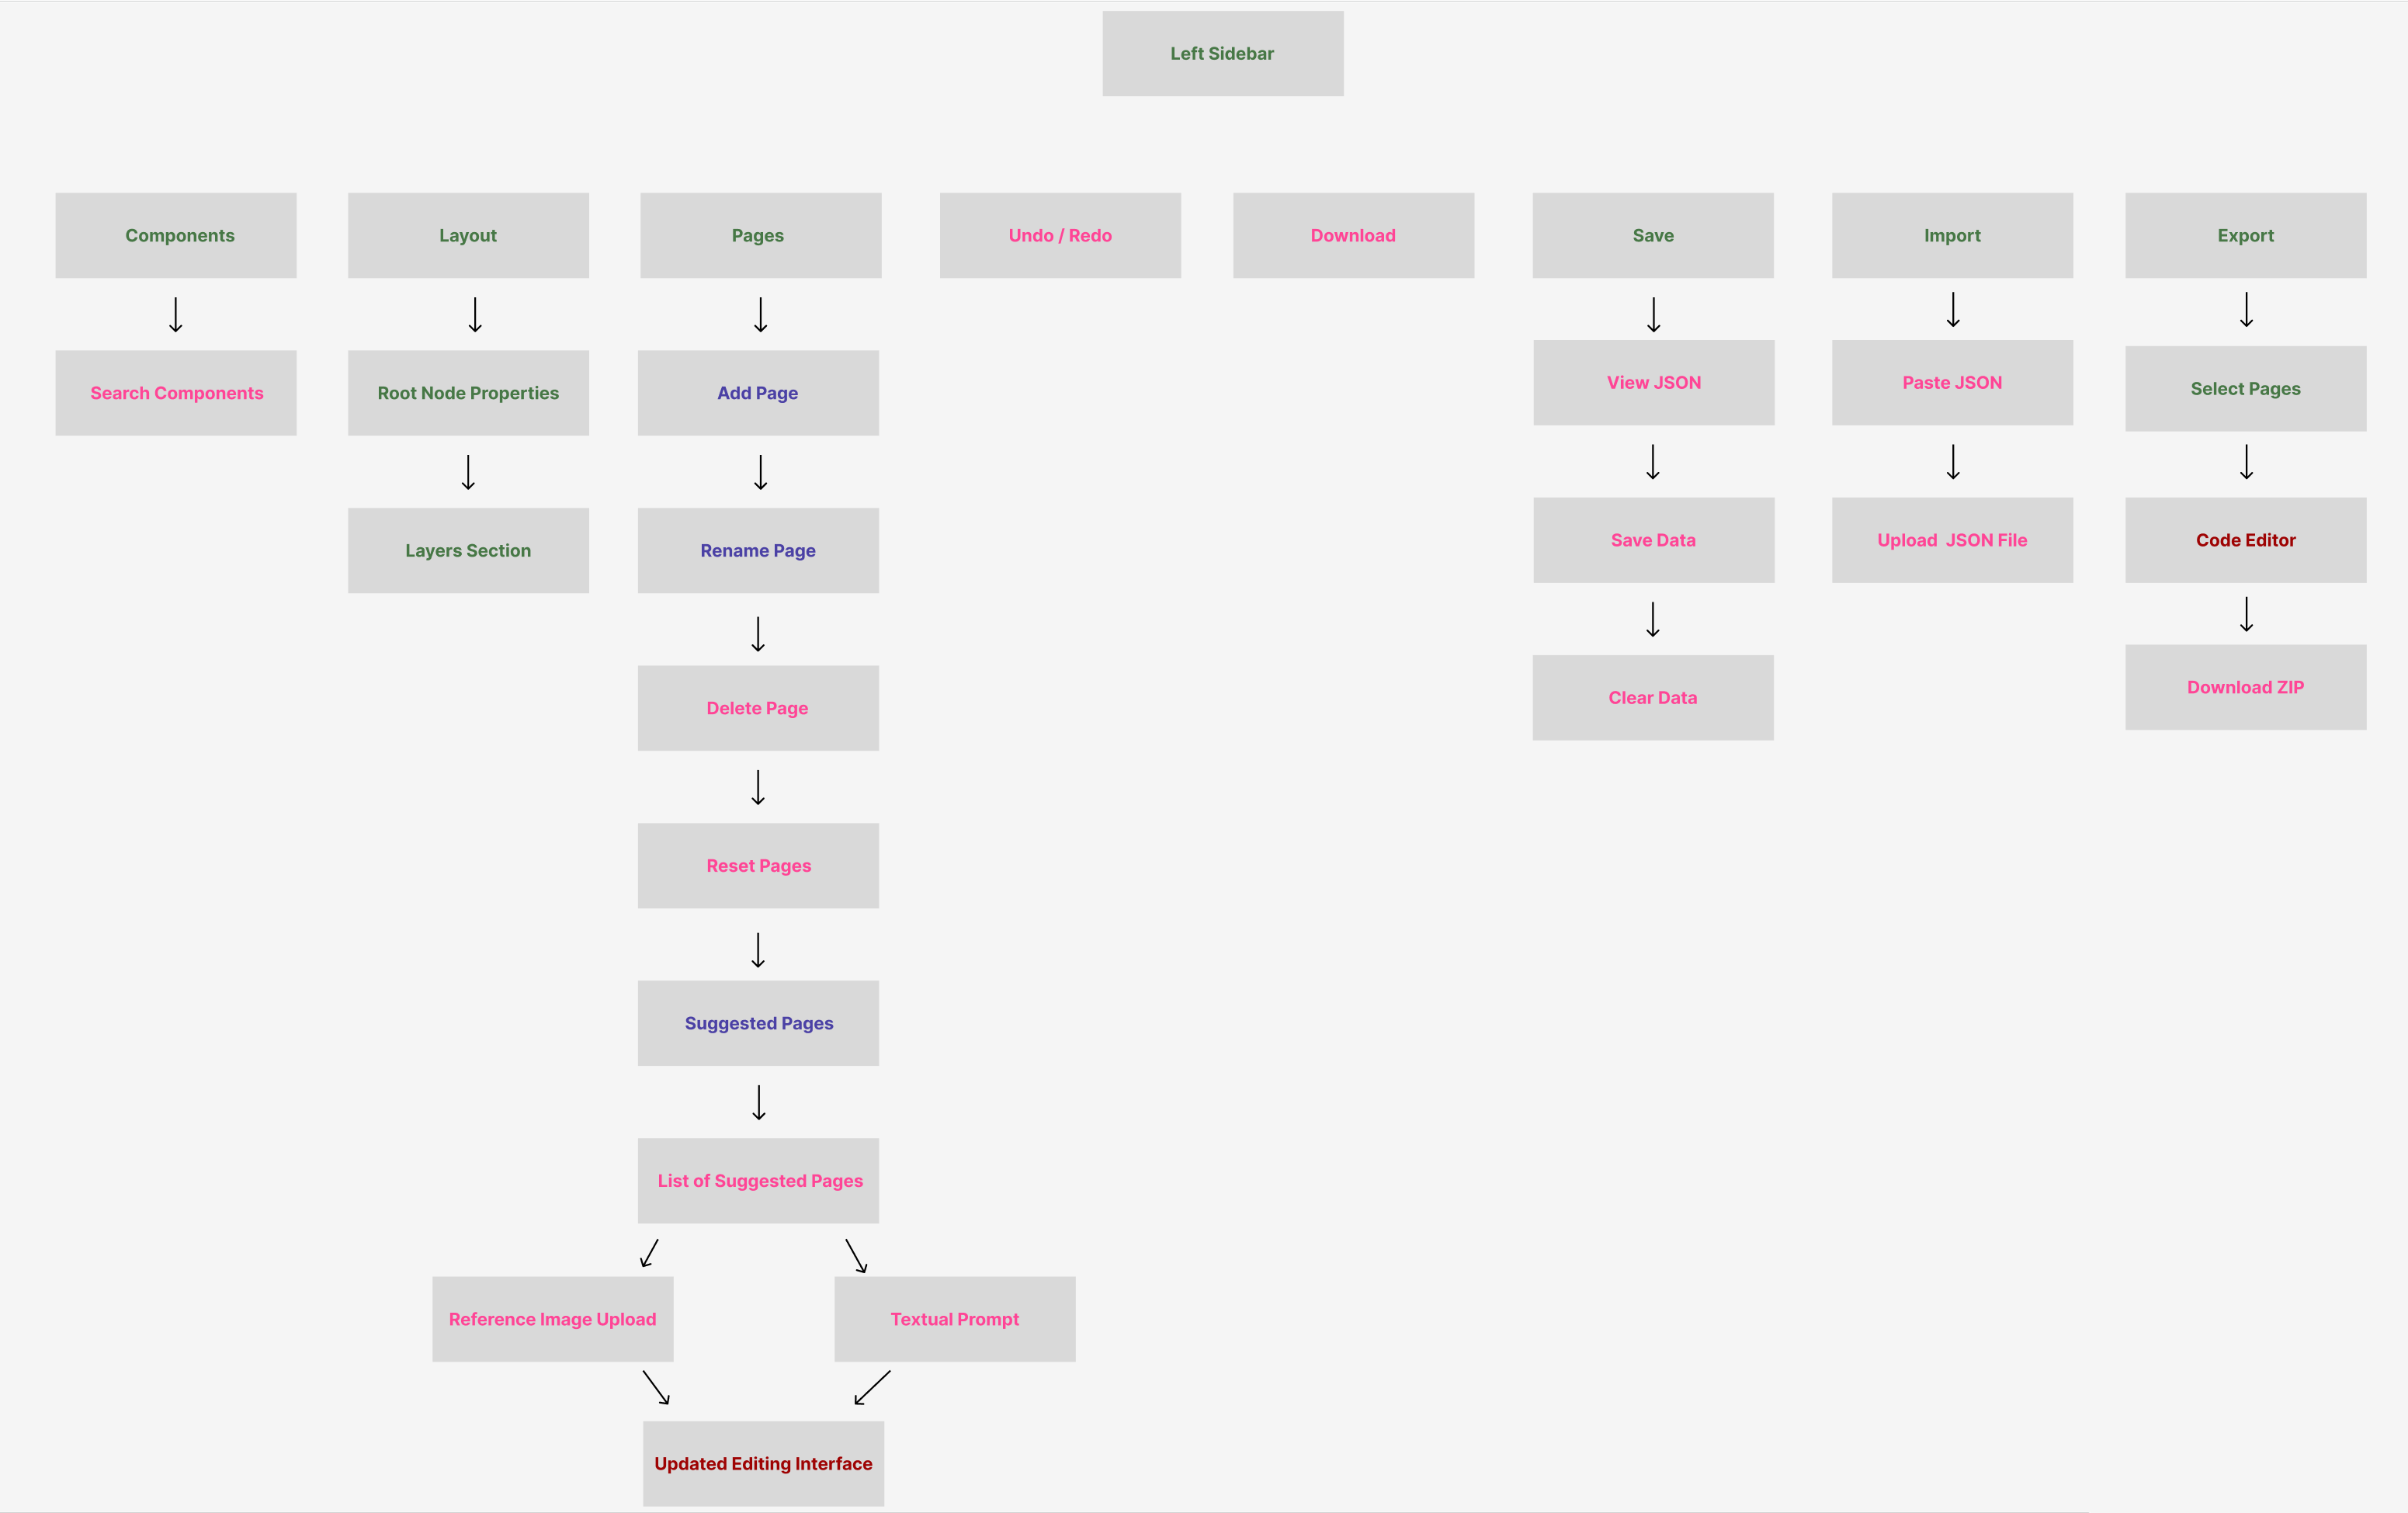 Left Sidebar
Components
Layout
Pages
Undo / Redo
Download
Save
Import
Export
Search Components
Root Node Properties
Add Page
View JSON
Paste JSON
Select Pages
Layers Section
Rename Page
Save Data
Upload  JSON File
Code Editor
Delete Page
Clear Data
Download ZIP
Reset Pages
Suggested Pages
List of Suggested Pages
Reference Image Upload
Textual Prompt
Updated Editing Interface